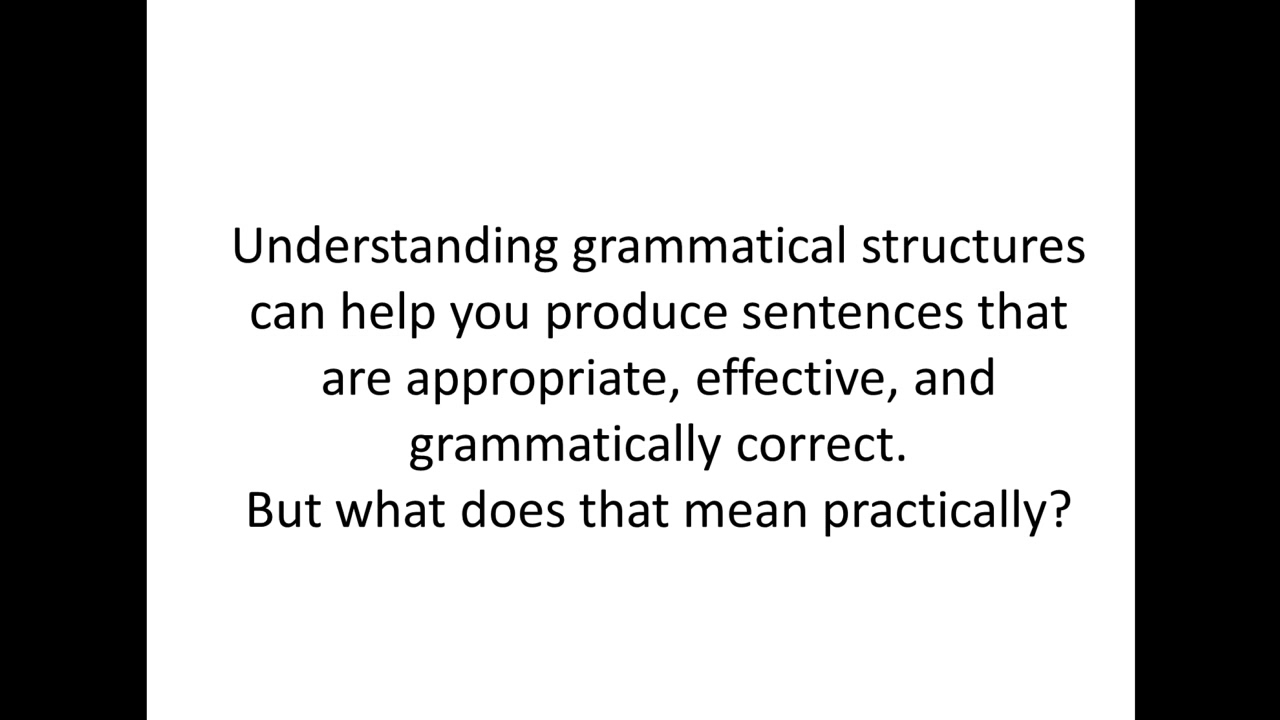 Understanding grammatical structures
can help you produce sentences that
are appropriate, effective, and
grammatically correct.
But what does that mean practically?